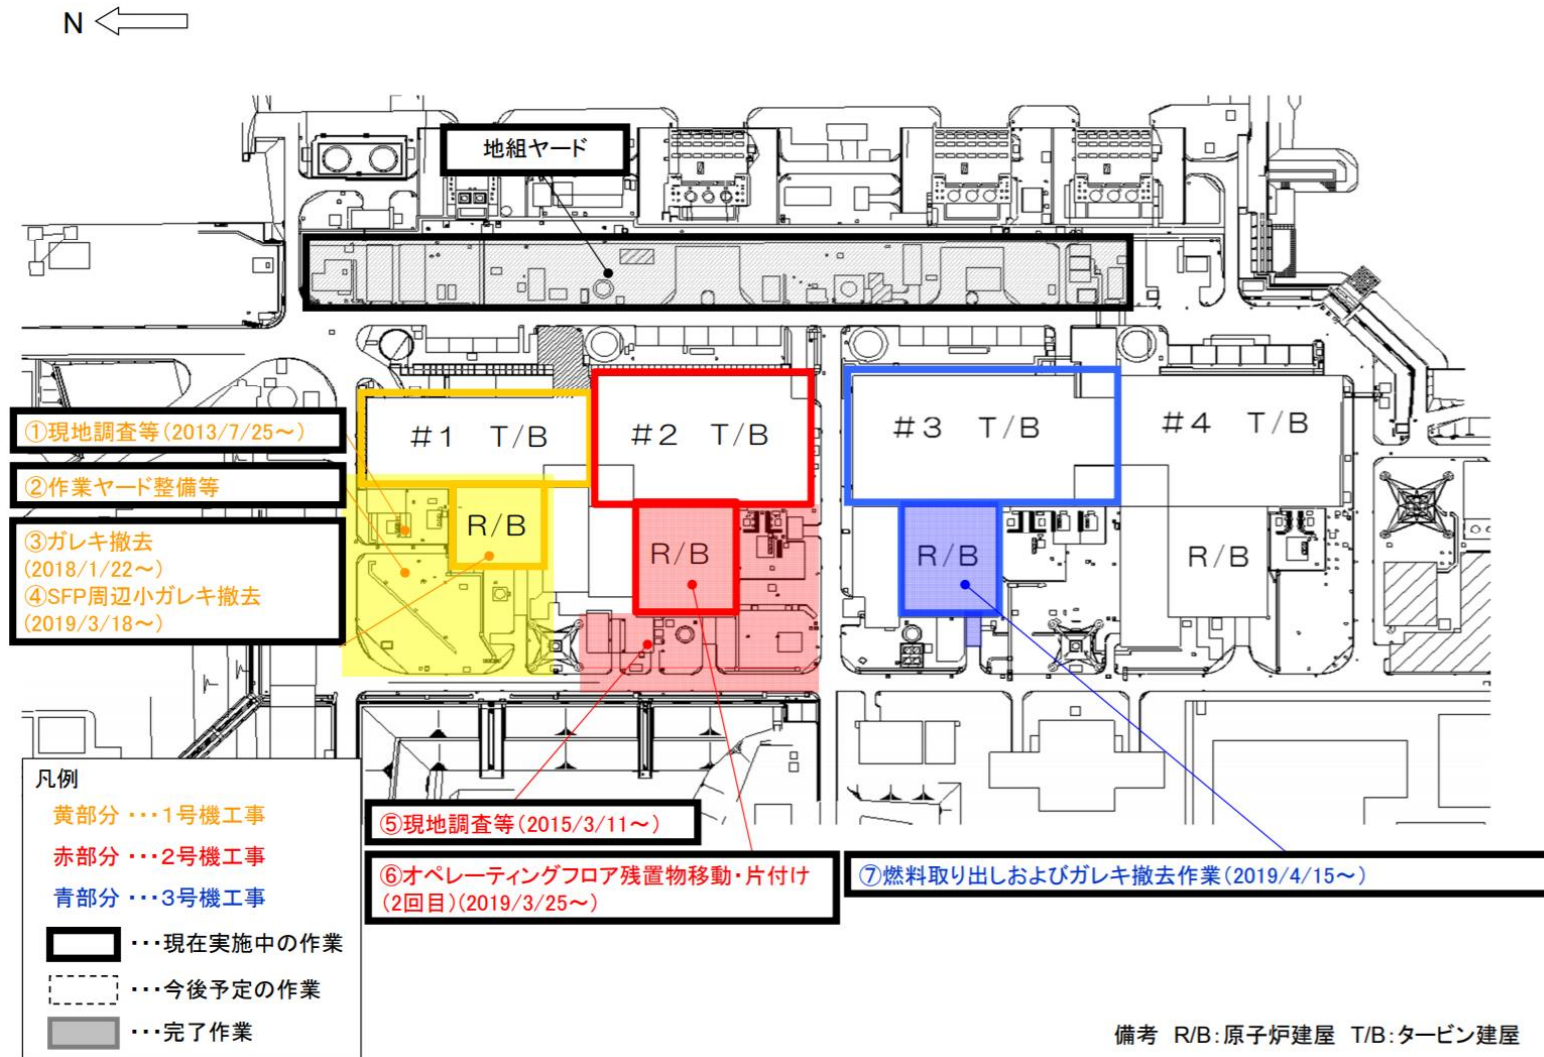 N
地組ヤード
#1 T/B
#2 T/B
#3 T/B
#4 T/B
①現地調査等(2013/7/25～)
②作業ヤード整備等
③ガレキ撤去
(2018/1/22～)
④SFP周辺小ガレキ撤去
(2019/3/18～)
R/B
R/B
R/B
R/B
⑤現地調査等(2015/3/11～)
⑥オペレーティングフロア残置物移動・片付け
(2回目)(2019/3/25～)
⑦燃料取り出しおよびガレキ撤去作業(2019/4/15～)
凡例
黄部分・・・1号機工事
赤部分・・・2号機工事
青部分・・・3号機工事
・・・現在実施中の作業
・・・今後予定の作業
・・・完了作業
備考 R/B:原子炉建屋 T/B:タービン建屋